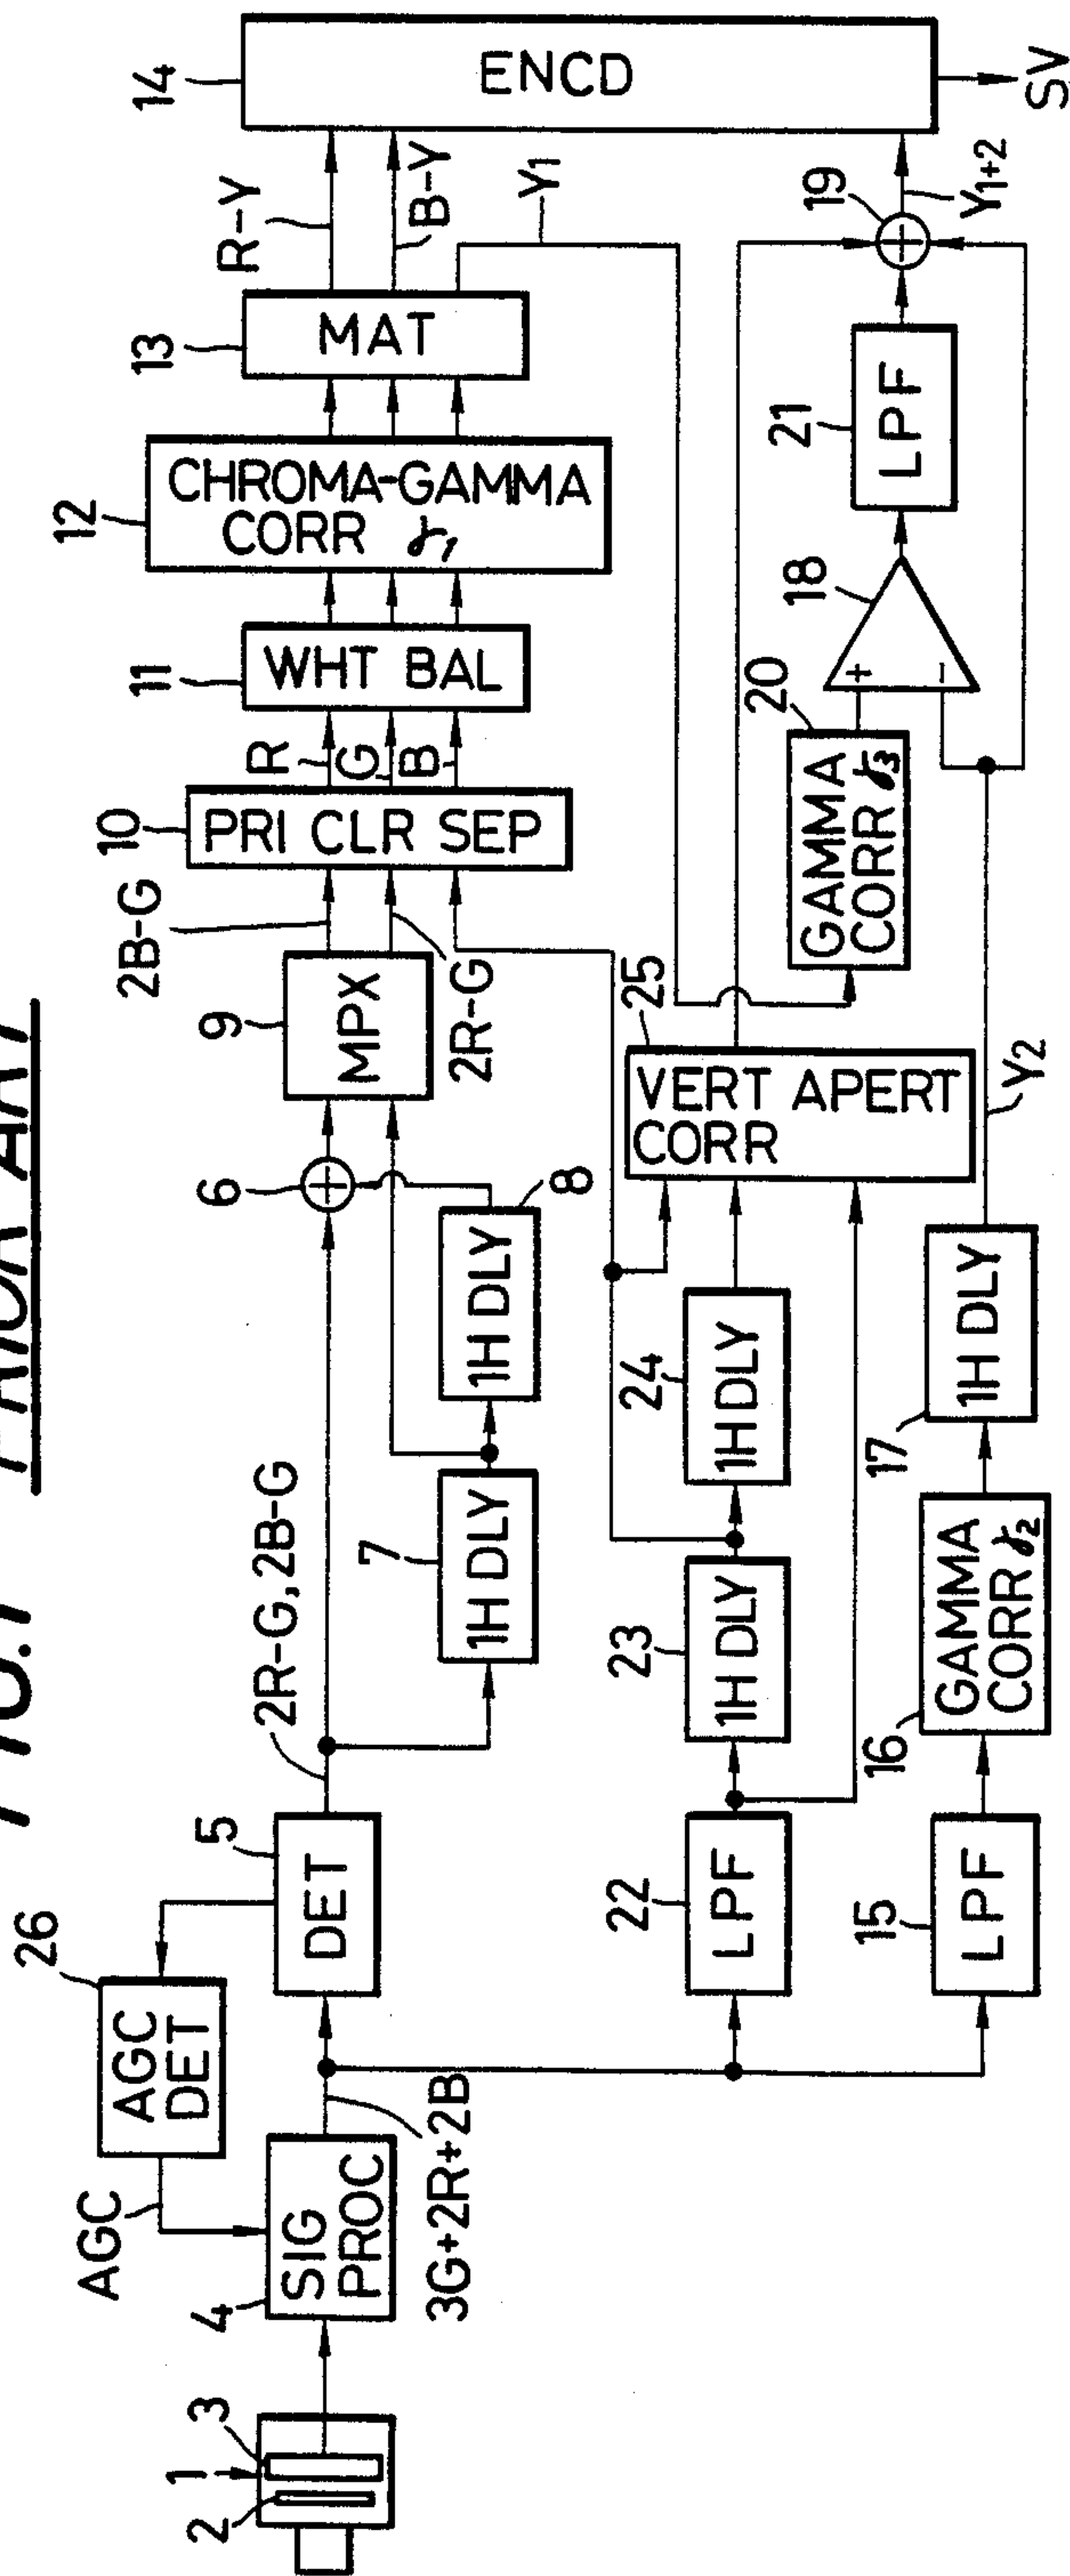 FIG.1 PRIOR ART
1
2
3
4
SIG
PROC
AGC
26
AGC
DET
3G+2R+2B
5
DET
2R-G, 2B-G
6
7
1H DLY
8
1H DLY
9
MPX
2B-G
2R-G
10
PRI CLR SEP
R
G
B
11
WHT BAL
12
CHROMA-GAMMA
CORR γ1
13
MAT
R-Y
B-Y
Y1
14
ENCD
SV
22
LPF
23
1H DLY
24
1H DLY
25
VERT APERT
CORR
15
LPF
16
GAMMA
CORR γ2
17
1H DLY
Y2
20
GAMMA
CORR γ3
18
+
-
21
LPF
19
Y1+2